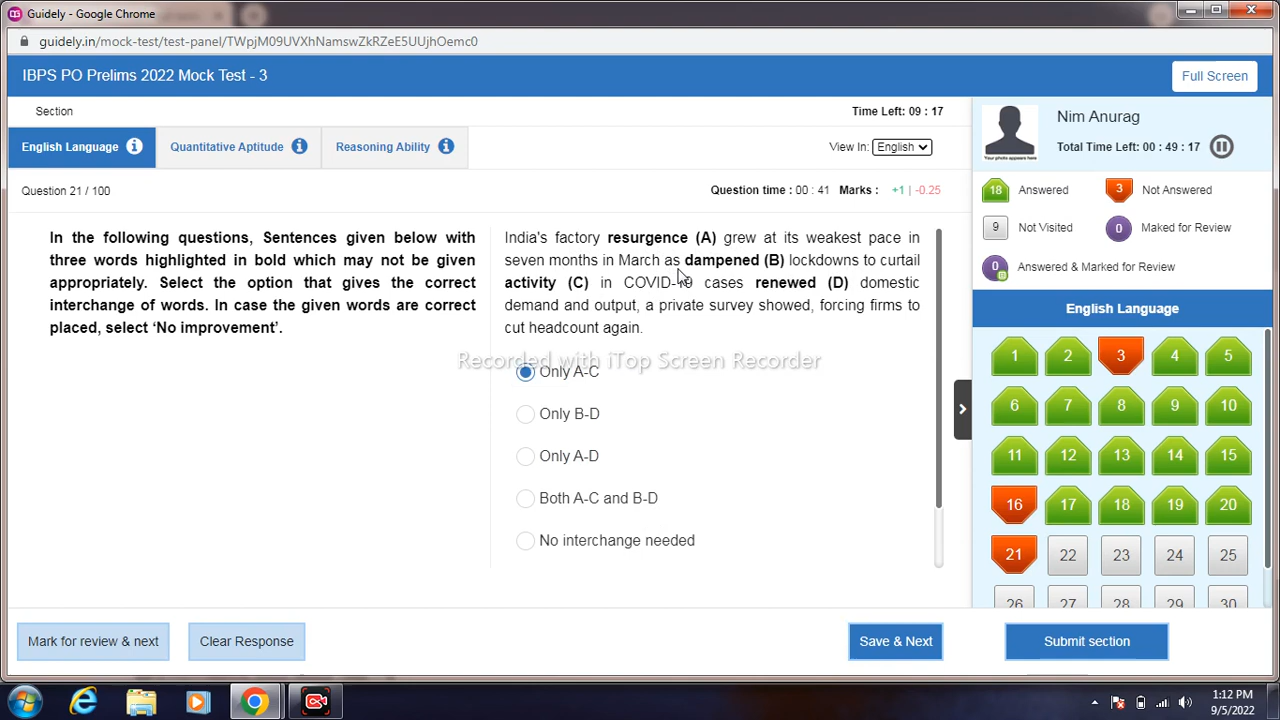 Guidely - Google Chrome
guidely.in/mock-test/test-panel/TWpjM09UVXhNamswZkRZeE5UUjhOemc0
IBPS PO Prelims 2022 Mock Test - 3
Full Screen
Section
Time Left: 09 : 17
English Language
Quantitative Aptitude
Reasoning Ability
View In: English
Question 21 / 100
Question time : 00 : 41 Marks : +1 | -0.25
In the following questions, Sentences given below with
three words highlighted in bold which may not be given
appropriately. Select the option that gives the correct
interchange of words. In case the given words are correct
placed, select ‘No improvement’.
India's factory resurgence (A) grew at its weakest pace in
seven months in March as dampened (B) lockdowns to curtail
activity (C) in COVID-19 cases renewed (D) domestic
demand and output, a private survey showed, forcing firms to
cut headcount again.
Recorded with iTop Screen Recorder
Only A-C
Only B-D
Only A-D
Both A-C and B-D
No interchange needed
Mark for review & next
Clear Response
Save & Next
Nim Anurag
Your photo appears here
Total Time Left: 00 : 49 : 17
18 Answered
3 Not Answered
9 Not Visited
0 Maked for Review
0 Answered & Marked for Review
English Language
1 2 3 4 5
6 7 8 9 10
11 12 13 14 15
16 17 18 19 20
21 22 23 24 25
26 27 28 29 30
Submit section
1:12 PM
9/5/2022